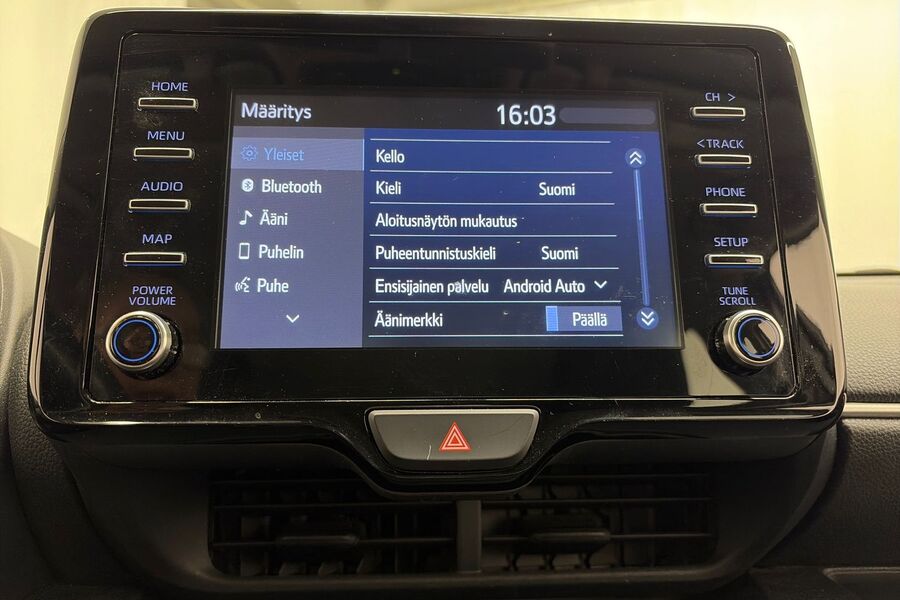 HOME
MENU
AUDIO
MAP
POWER
VOLUME
Määritys 16:03
Yleiset
Bluetooth
Ääni
Puhelin
Puhe
Kello
Kieli Suomi
Aloitusnäytön mukautus
Puheentunnistuskieli Suomi
Ensisijainen palvelu Android Auto
Äänimerkki Päällä
CH >
< TRACK
PHONE
SETUP
TUNE
SCROLL